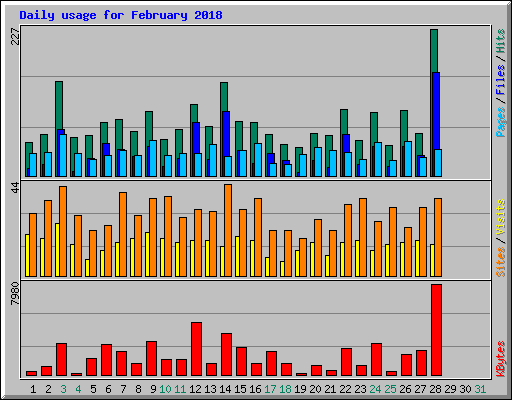 Daily usage for February 2018
227
Pages / Files / Hits
44
Sites / Visits
7980
KBytes
1 2 3 4 5 6 7 8 9 10 11 12 13 14 15 16 17 18 19 20 21 22 23 24 25 26 27 28 29 30 31